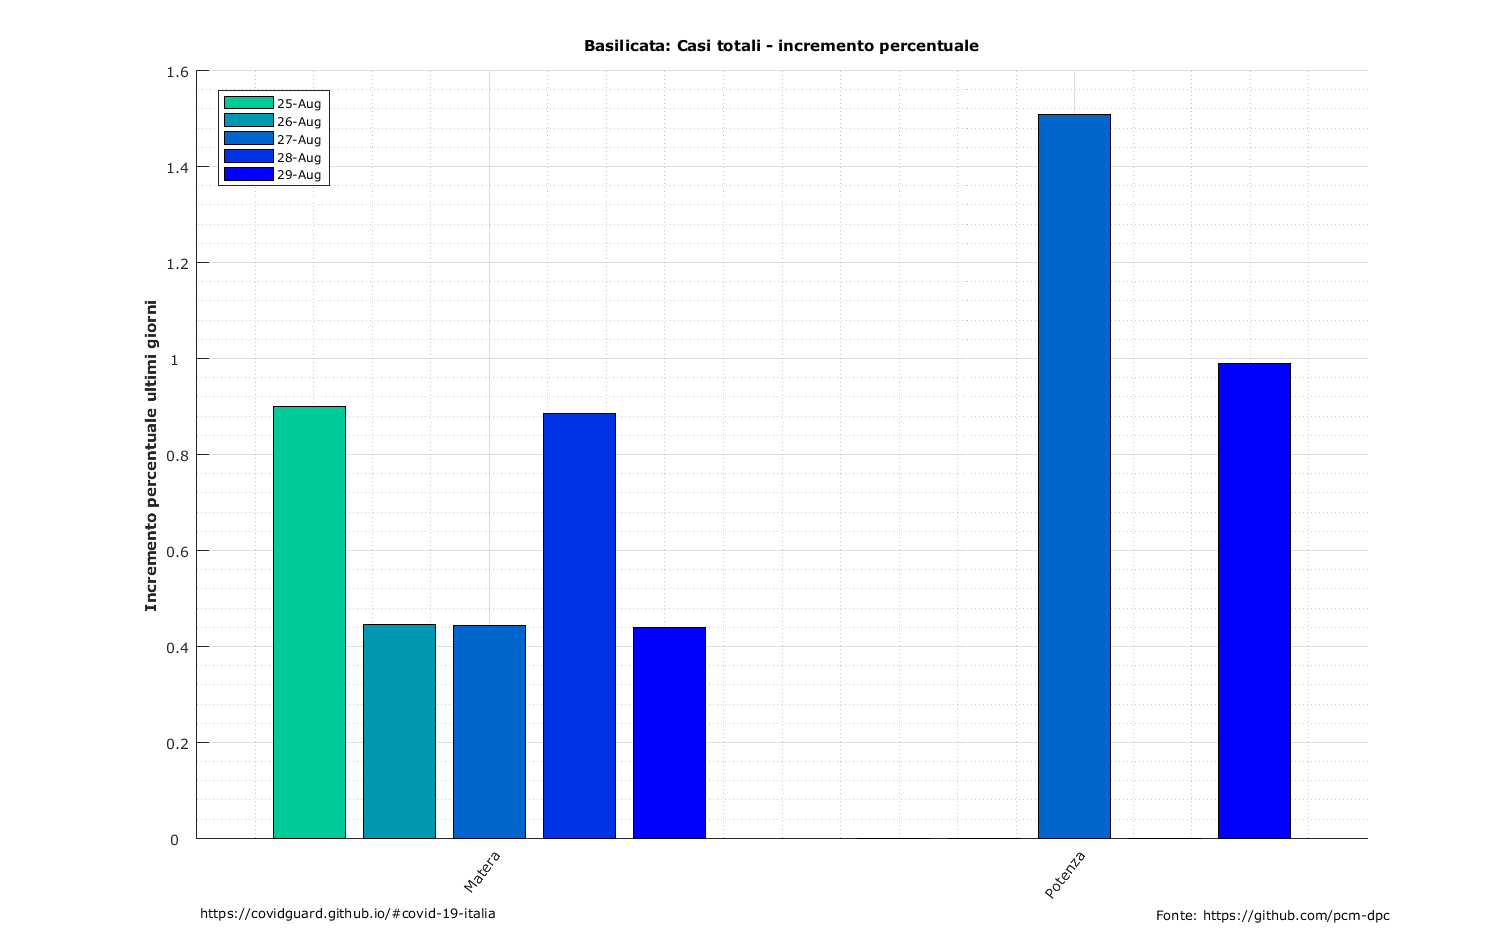 Basilicata: Casi totali - incremento percentuale
25-Aug
26-Aug
27-Aug
28-Aug
29-Aug
Incremento percentuale ultimi giorni
1.6
1.4
1.2
1
0.8
0.6
0.4
0.2
0
Matera
Potenza
https://covidguard.github.io/#covid-19-italia
Fonte: https://github.com/pcm-dpc